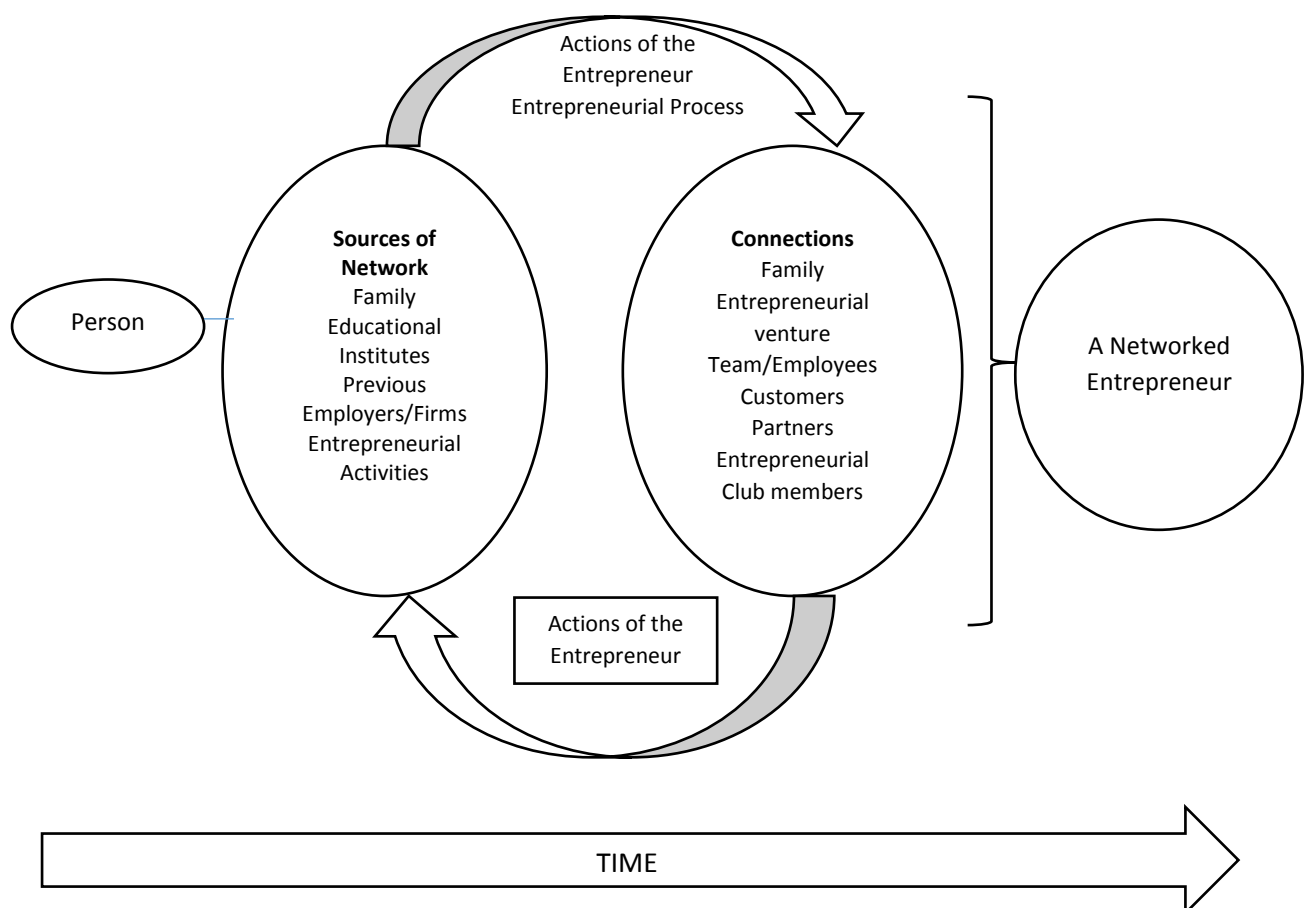 Actions of the
Entrepreneur
Entrepreneurial Process
Person
Sources of
Network
Family
Educational
Institutes
Previous
Employers/Firms
Entrepreneurial
Activities
Connections
Family
Entrepreneurial
venture
Team/Employees
Customers
Partners
Entrepreneurial
Club members
A Networked
Entrepreneur
Actions of the
Entrepreneur
TIME